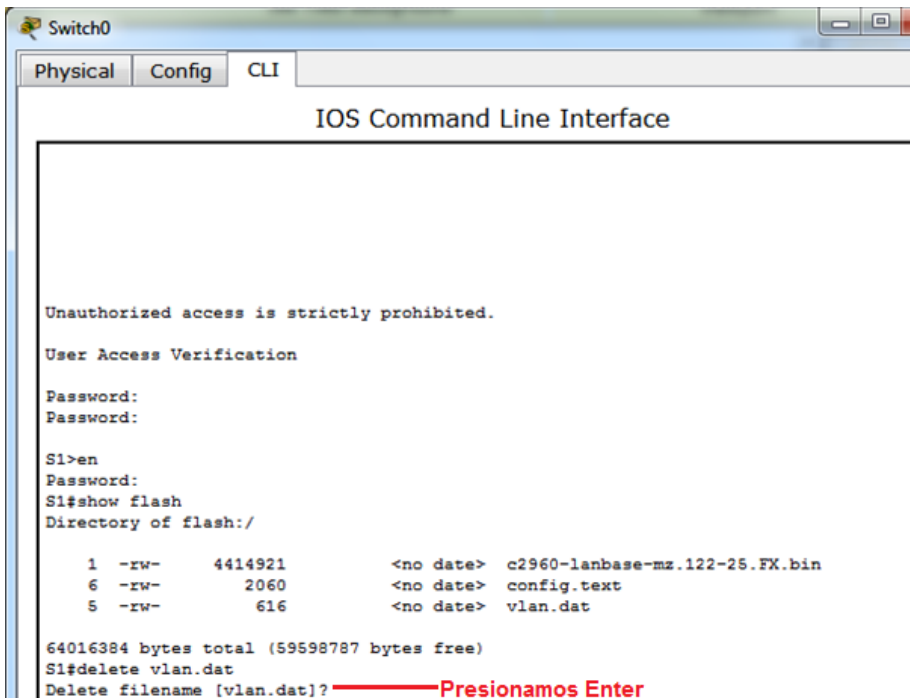 Switch0
Physical Config CLI
IOS Command Line Interface
Unauthorized access is strictly prohibited.
User Access Verification
Password:
Password:
S1>en
Password:
S1#show flash
Directory of flash:/
1 -rw- 4414921 <no date> c2960-lanbase-mz.122-25.FX.bin
6 -rw- 2060 <no date> config.text
5 -rw- 616 <no date> vlan.dat
64016384 bytes total (59598787 bytes free)
S1#delete vlan.dat
Delete filename [vlan.dat]? Presionamos Enter